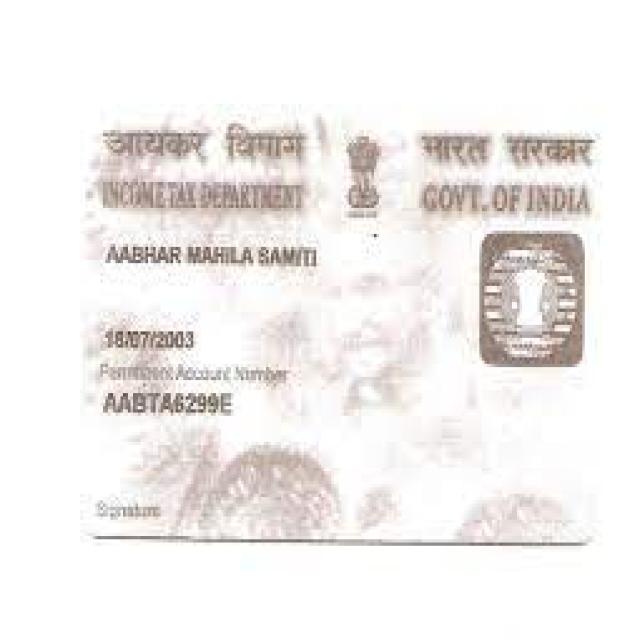 आयकर विभाग
भारत सरकार
INCOME TAX DEPARTMENT
GOVT. OF INDIA
AABHAR MAHILA SAMITI
18/07/2003
Permanent Account Number
AABTA6299E
Signature